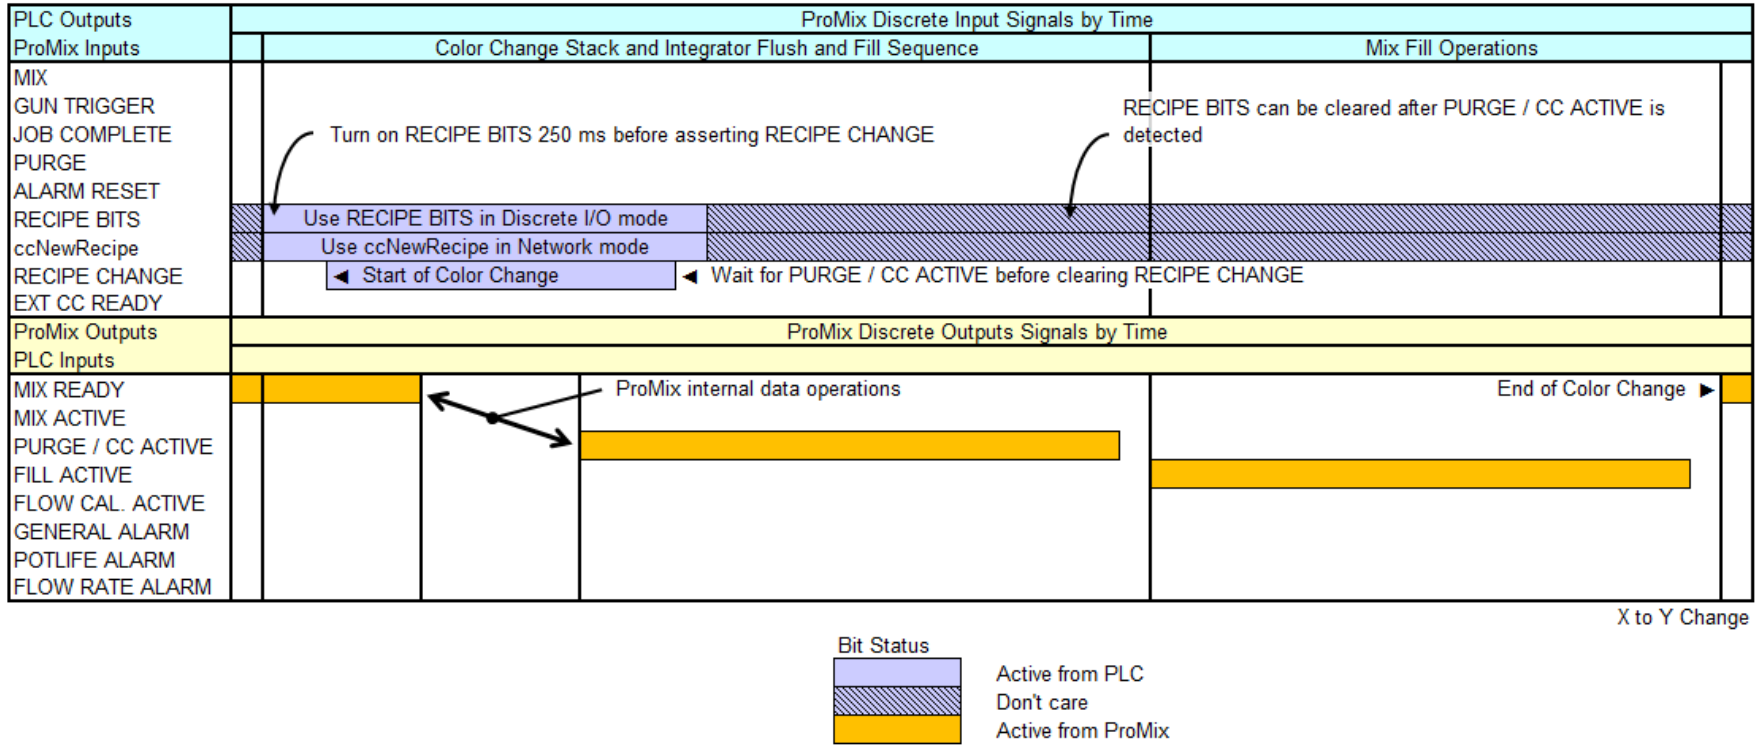 PLC Outputs
ProMix Discrete Input Signals by Time
ProMix Inputs
Color Change Stack and Integrator Flush and Fill Sequence
Mix Fill Operations
MIX
GUN TRIGGER
RECIPE BITS can be cleared after PURGE / CC ACTIVE is
JOB COMPLETE
Turn on RECIPE BITS 250 ms before asserting RECIPE CHANGE
detected
PURGE
ALARM RESET
RECIPE BITS
Use RECIPE BITS in Discrete I/O mode
ccNewRecipe
Use ccNewRecipe in Network mode
RECIPE CHANGE
◄ Start of Color Change
◄ Wait for PURGE / CC ACTIVE before clearing RECIPE CHANGE
EXT CC READY
ProMix Outputs
ProMix Discrete Outputs Signals by Time
PLC Inputs
MIX READY
ProMix internal data operations
End of Color Change ►
MIX ACTIVE
PURGE / CC ACTIVE
FILL ACTIVE
FLOW CAL. ACTIVE
GENERAL ALARM
POTLIFE ALARM
FLOW RATE ALARM
X to Y Change
Bit Status
Active from PLC
Don't care
Active from ProMix